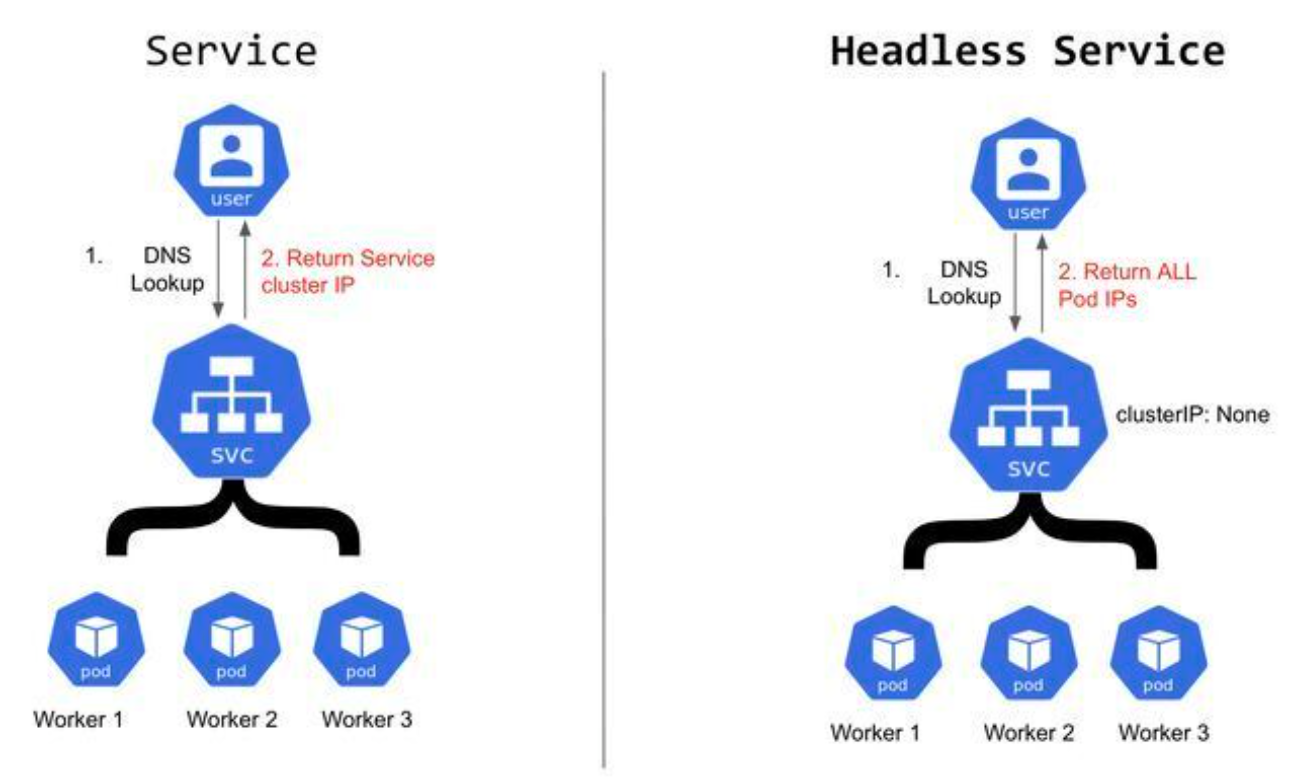 Service
user
1. DNS
Lookup
2. Return Service
cluster IP
svc
pod
pod
pod
Worker 1
Worker 2
Worker 3
Headless Service
user
1. DNS
Lookup
2. Return ALL
Pod IPs
svc
clusterIP: None
pod
pod
pod
Worker 1
Worker 2
Worker 3